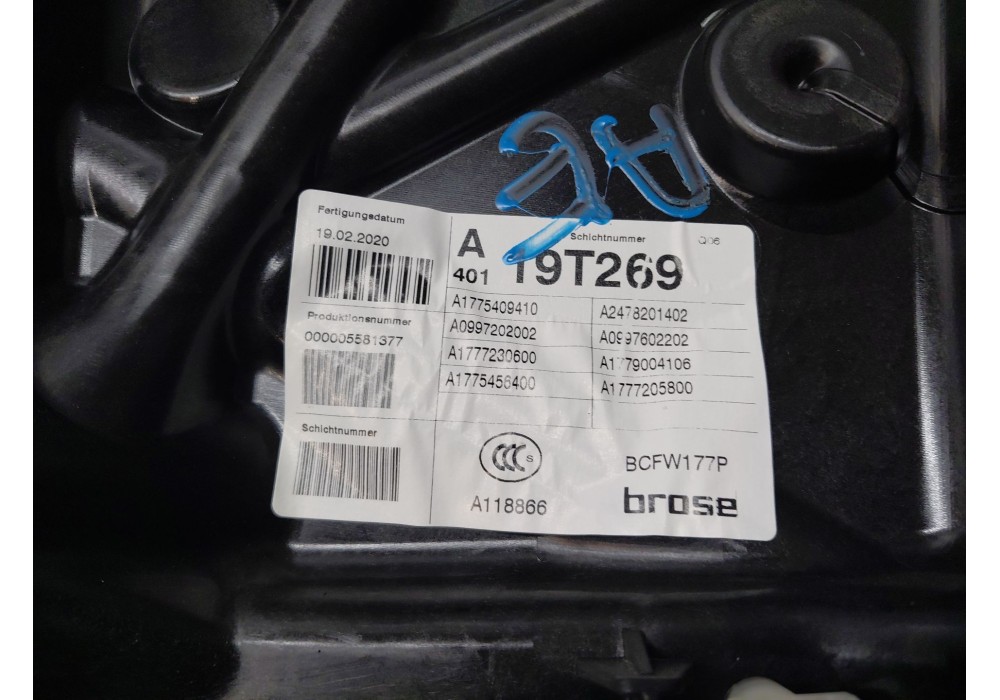 Fertigungsdatum
19.02.2020
Produktionsnummer
000005581377
Schichtnummer
A
401
Schichtnummer
Q06
19T269
A1775409410
A2478201402
A0997202002
A0997602202
A1777230600
A1779004106
A1775456400
A1777205800
CCC S
A118866
BCFW177P
brose